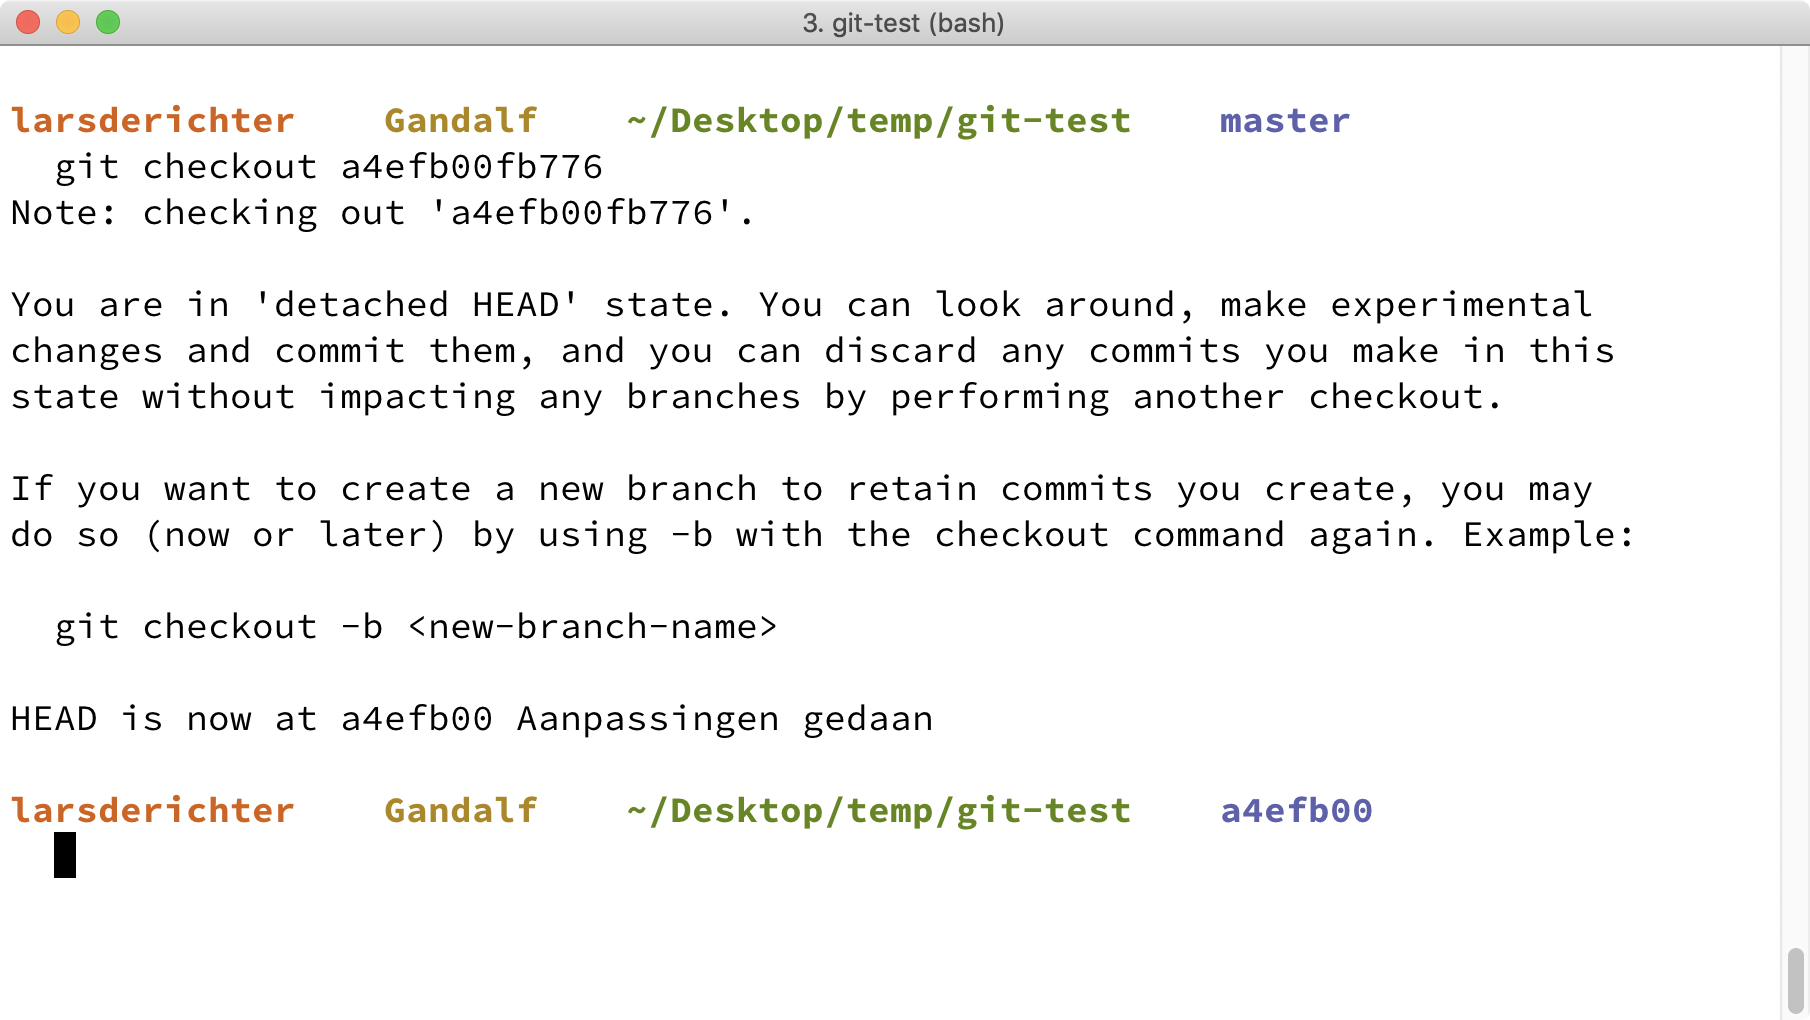 3. git-test (bash)
larsderichter Gandalf ~/Desktop/temp/git-test master
git checkout a4efb00fb776
Note: checking out 'a4efb00fb776'.
You are in 'detached HEAD' state. You can look around, make experimental
changes and commit them, and you can discard any commits you make in this
state without impacting any branches by performing another checkout.
If you want to create a new branch to retain commits you create, you may
do so (now or later) by using -b with the checkout command again. Example:
git checkout -b <new-branch-name>
HEAD is now at a4efb00 Aanpassingen gedaan
larsderichter Gandalf ~/Desktop/temp/git-test a4efb00